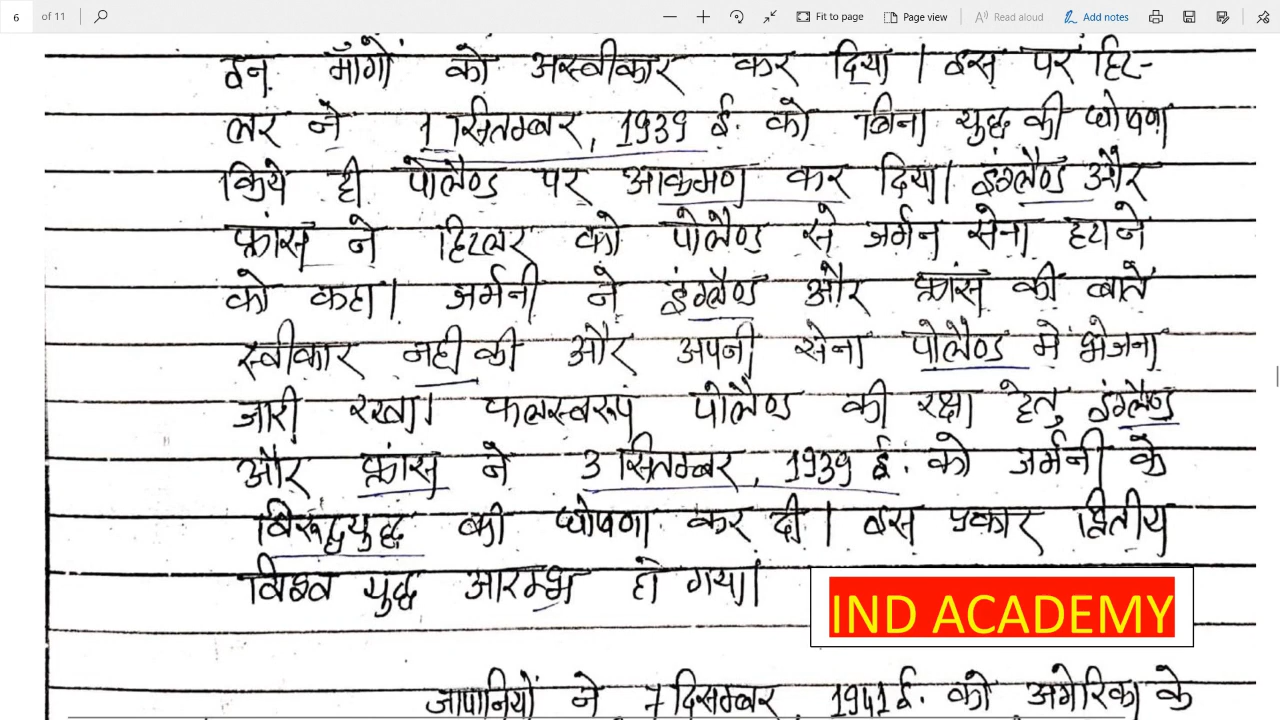 6 of 11
Fit to page
Page view
Read aloud
Add notes
इन माँगों को अस्वीकार कर दिया। इस पर हिट-
लर ने 1 सितम्बर, 1939 ई. को बिना युद्ध की घोषणा
किये ही पोलैण्ड पर आक्रमण कर दिया। इंग्लैण्ड और
फ्रांस ने हिटलर को पोलैण्ड से जर्मन सेना हटाने
को कहा। जर्मनी ने इंग्लैण्ड और फ्रांस की बातें
स्वीकार नहीं की और अपनी सेना पोलैण्ड में भेजना
जारी रखा। फलस्वरूप पोलैण्ड की रक्षा हेतु इंग्लैण्ड
और फ्रांस ने 3 सितम्बर, 1939 ई. को जर्मनी के
विरूद्ध युद्ध की घोषणा कर दी। इस प्रकार द्वितीय
विश्व युद्ध आरम्भ हो गया।
IND ACADEMY
जापानियों ने 7 दिसम्बर, 1941 ई. को अमेरिका के